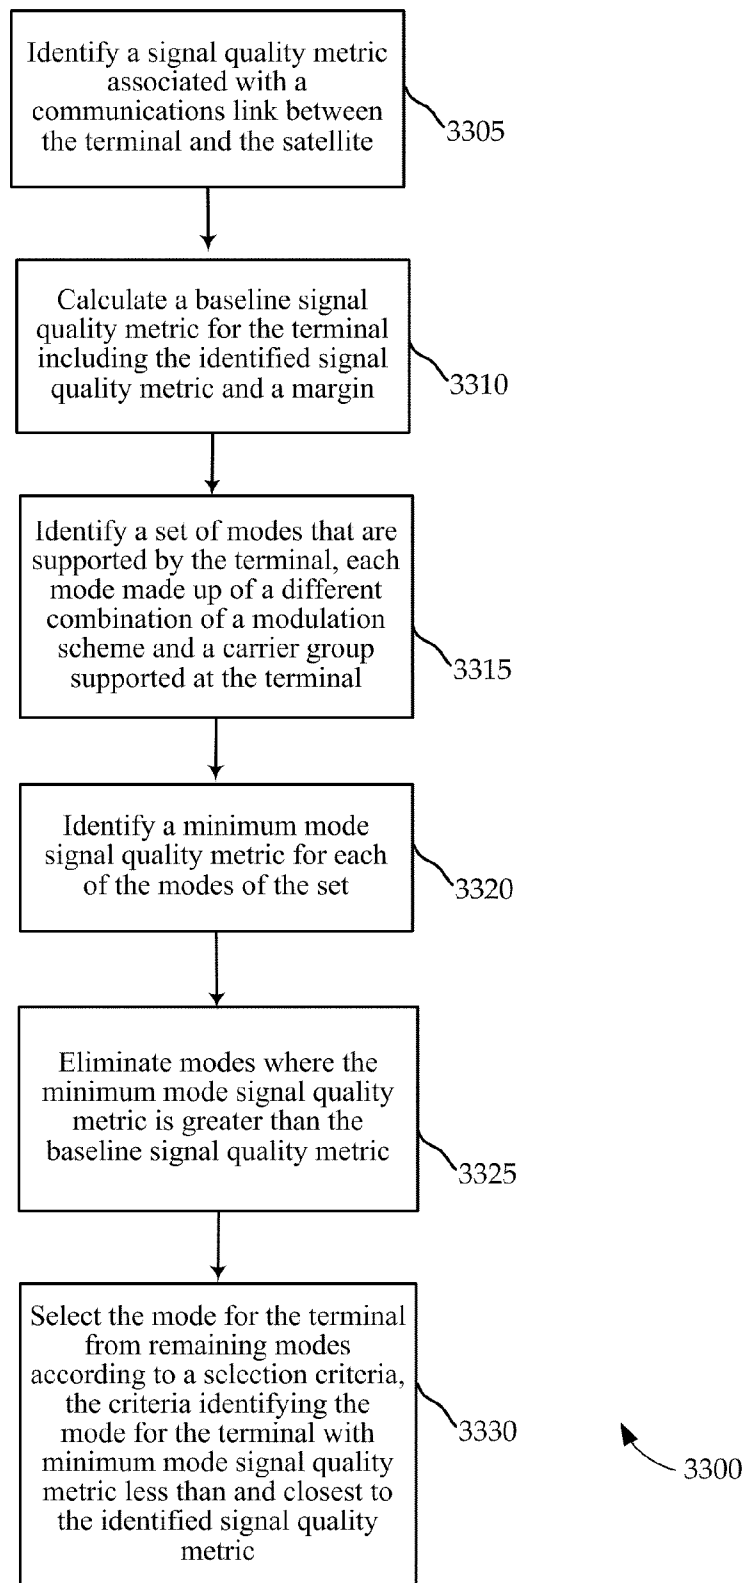 Identify a signal quality metric
associated with a
communications link between
the terminal and the satellite
3305
Calculate a baseline signal
quality metric for the terminal
including the identified signal
quality metric and a margin
3310
Identify a set of modes that are
supported by the terminal, each
mode made up of a different
combination of a modulation
scheme and a carrier group
supported at the terminal
3315
Identify a minimum mode
signal quality metric for each
of the modes of the set
3320
Eliminate modes where the
minimum mode signal quality
metric is greater than the
baseline signal quality metric
3325
Select the mode for the terminal
from remaining modes
according to a selection criteria,
the criteria identifying the
mode for the terminal with
minimum mode signal quality
metric less than and closest to
the identified signal quality
metric
3330
3300